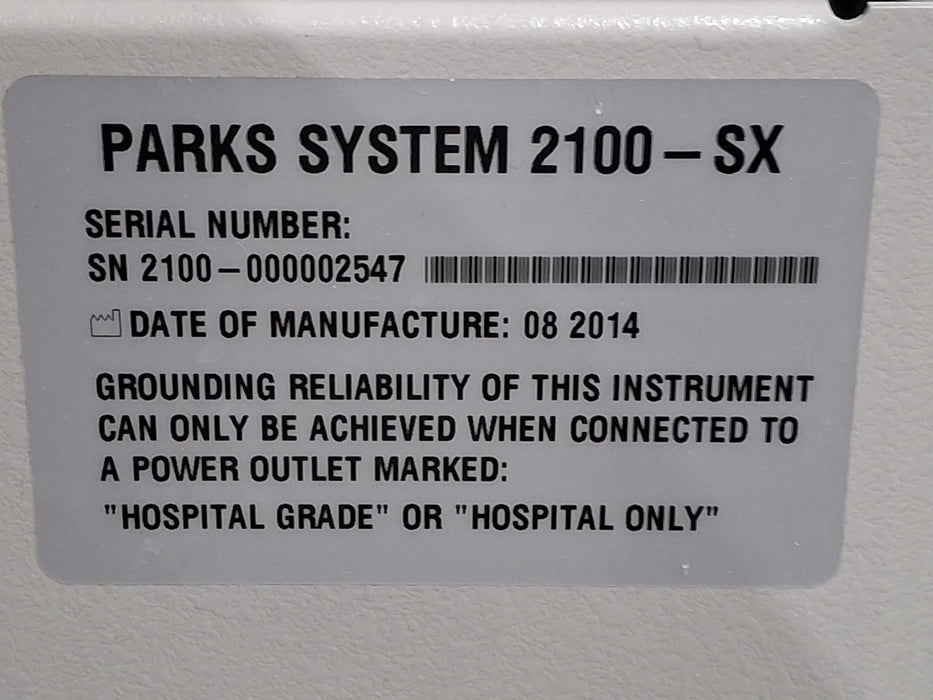 PARKS SYSTEM 2100-SX
SERIAL NUMBER:
SN 2100-000002547
DATE OF MANUFACTURE: 08 2014
GROUNDING RELIABILITY OF THIS INSTRUMENT
CAN ONLY BE ACHIEVED WHEN CONNECTED TO
A POWER OUTLET MARKED:
"HOSPITAL GRADE" OR "HOSPITAL ONLY"